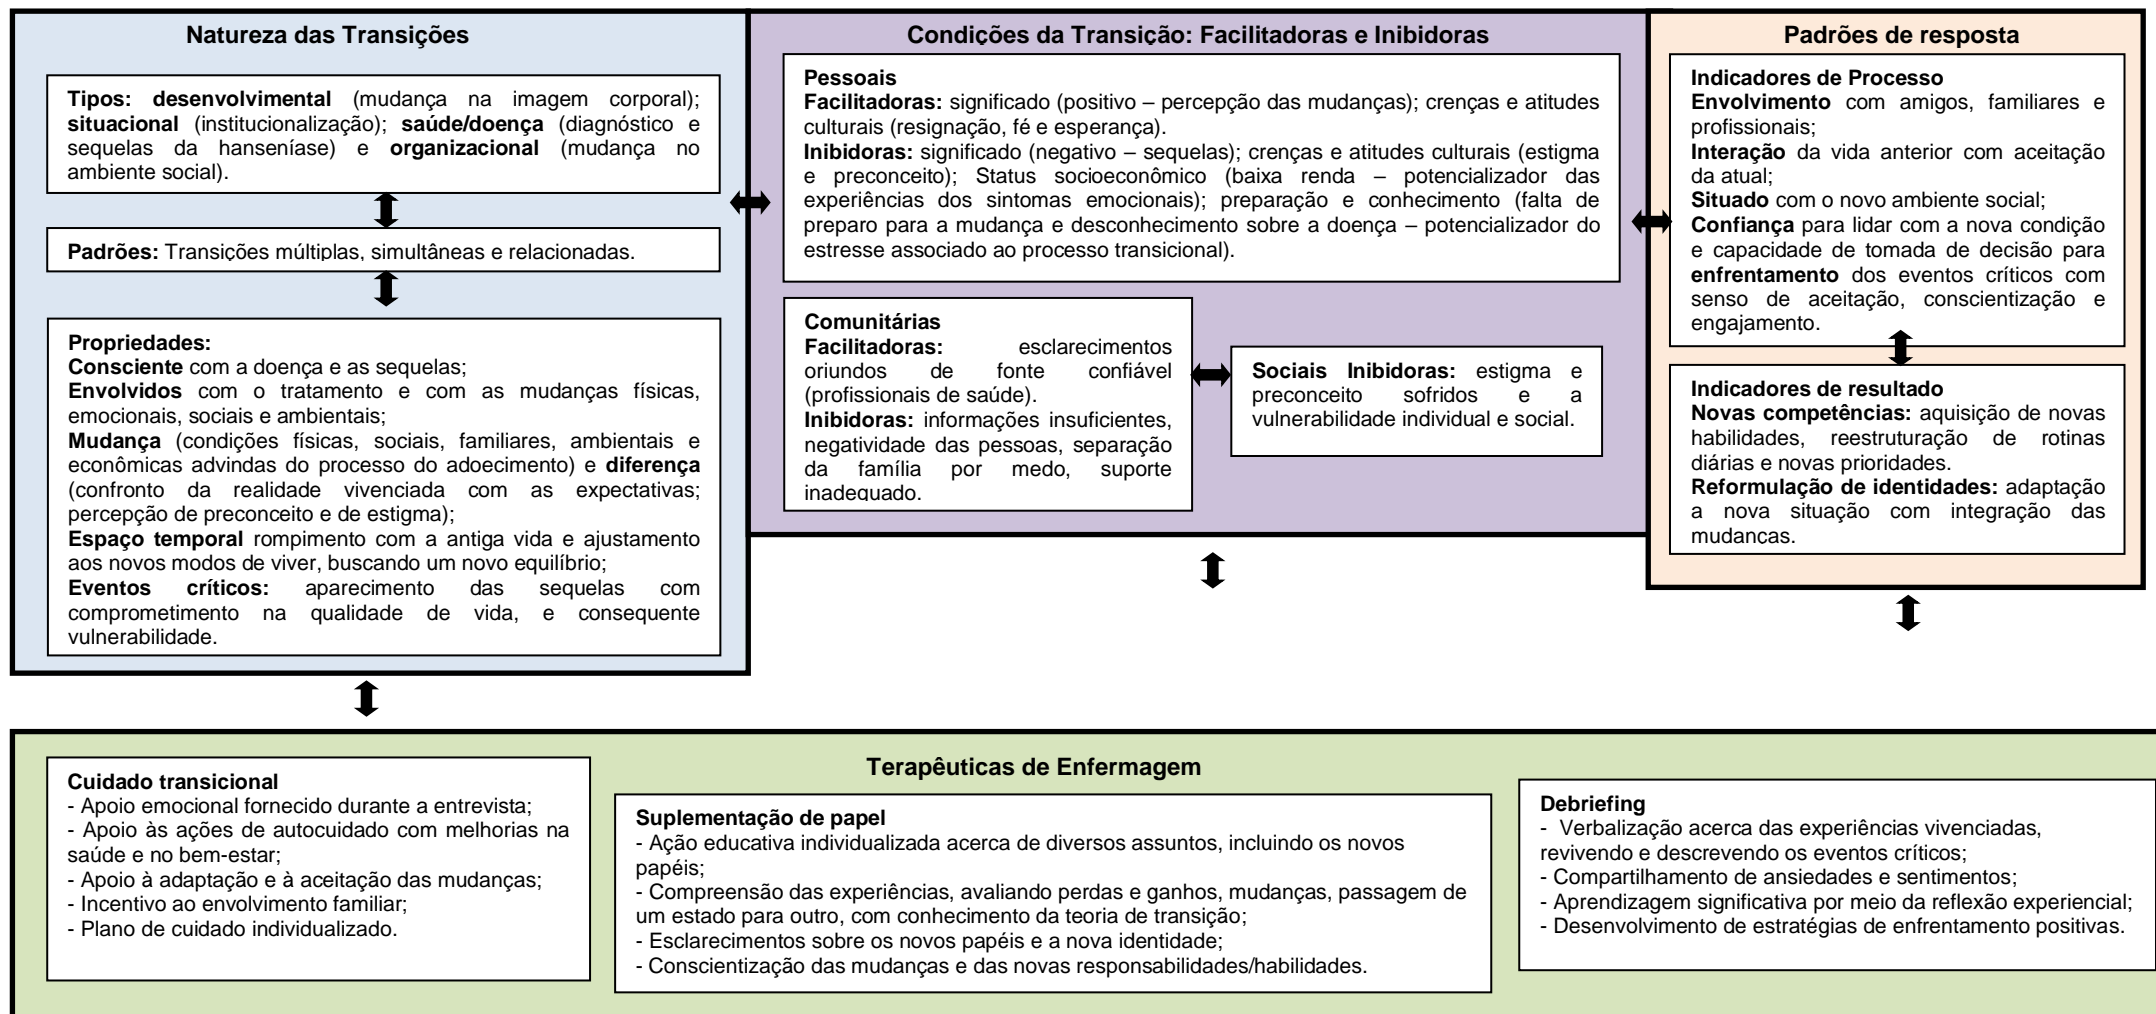 Natureza das Transições
Tipos: desenvolvimental (mudança na imagem corporal);
situacional (institucionalização); saúde/doença (diagnóstico e
sequelas da hanseníase) e organizacional (mudança no
ambiente social).
Padrões: Transições múltiplas, simultâneas e relacionadas.
Propriedades:
Consciente com a doença e as sequelas;
Envolvidos com o tratamento e com as mudanças físicas,
emocionais, sociais e ambientais;
Mudança (condições físicas, sociais, familiares, ambientais e
econômicas advindas do processo do adoecimento) e diferença
(confronto da realidade vivenciada com as expectativas;
percepção de preconceito e de estigma);
Espaço temporal rompimento com a antiga vida e ajustamento
aos novos modos de viver, buscando um novo equilíbrio;
Eventos críticos: aparecimento das sequelas com
comprometimento na qualidade de vida, e consequente
vulnerabilidade.
Condições da Transição: Facilitadoras e Inibidoras
Pessoais
Facilitadoras: significado (positivo – percepção das mudanças); crenças e atitudes
culturais (resignação, fé e esperança).
Inibidoras: significado (negativo – sequelas); crenças e atitudes culturais (estigma
e preconceito); Status socioeconômico (baixa renda – potencializador das
experiências dos sintomas emocionais); preparação e conhecimento (falta de
preparo para a mudança e desconhecimento sobre a doença – potencializador do
estresse associado ao processo transicional).
Comunitárias
Facilitadoras: esclarecimentos
oriundos de fonte confiável
(profissionais de saúde).
Inibidoras: informações insuficientes,
negatividade das pessoas, separação
da família por medo, suporte
inadequado.
Sociais Inibidoras: estigma e
preconceito sofridos e a
vulnerabilidade individual e social.
Padrões de resposta
Indicadores de Processo
Envolvimento com amigos, familiares e
profissionais;
Interação da vida anterior com aceitação
da atual;
Situado com o novo ambiente social;
Confiança para lidar com a nova condição
e capacidade de tomada de decisão para
enfrentamento dos eventos críticos com
senso de aceitação, conscientização e
engajamento.
Indicadores de resultado
Novas competências: aquisição de novas
habilidades, reestruturação de rotinas
diárias e novas prioridades.
Reformulação de identidades: adaptação
a nova situação com integração das
mudanças.
Terapêuticas de Enfermagem
Cuidado transicional
- Apoio emocional fornecido durante a entrevista;
- Apoio às ações de autocuidado com melhorias na
saúde e no bem-estar;
- Apoio à adaptação e à aceitação das mudanças;
- Incentivo ao envolvimento familiar;
- Plano de cuidado individualizado.
Suplementação de papel
- Ação educativa individualizada acerca de diversos assuntos, incluindo os novos
papéis;
- Compreensão das experiências, avaliando perdas e ganhos, mudanças, passagem de
um estado para outro, com conhecimento da teoria de transição;
- Esclarecimentos sobre os novos papéis e a nova identidade;
- Conscientização das mudanças e das novas responsabilidades/habilidades.
Debriefing
- Verbalização acerca das experiências vivenciadas,
revivendo e descrevendo os eventos críticos;
- Compartilhamento de ansiedades e sentimentos;
- Aprendizagem significativa por meio da reflexão experiencial;
- Desenvolvimento de estratégias de enfrentamento positivas.